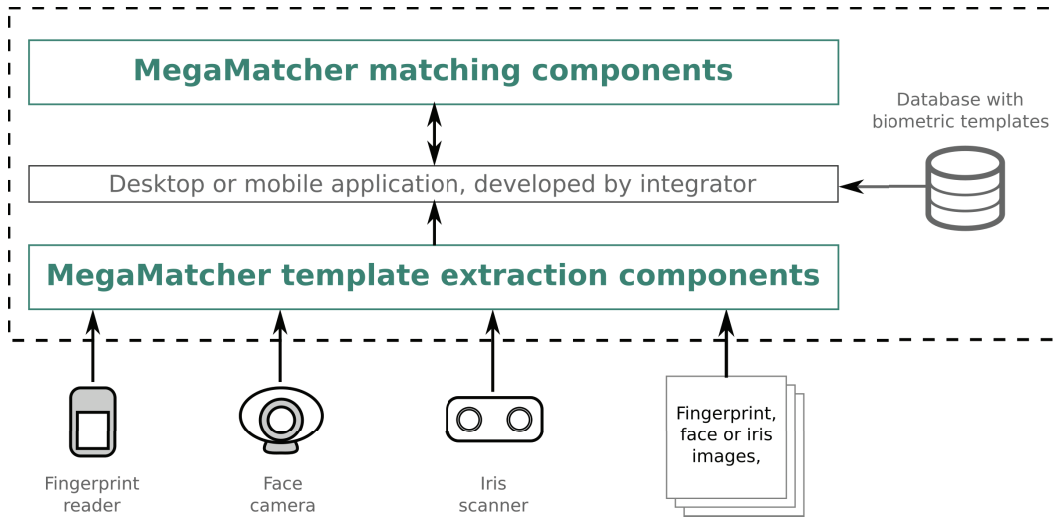 MegaMatcher matching components
Database with
biometric templates
Desktop or mobile application, developed by integrator
MegaMatcher template extraction components
Fingerprint,
face or iris
images,
Fingerprint
reader
Face
camera
Iris
scanner